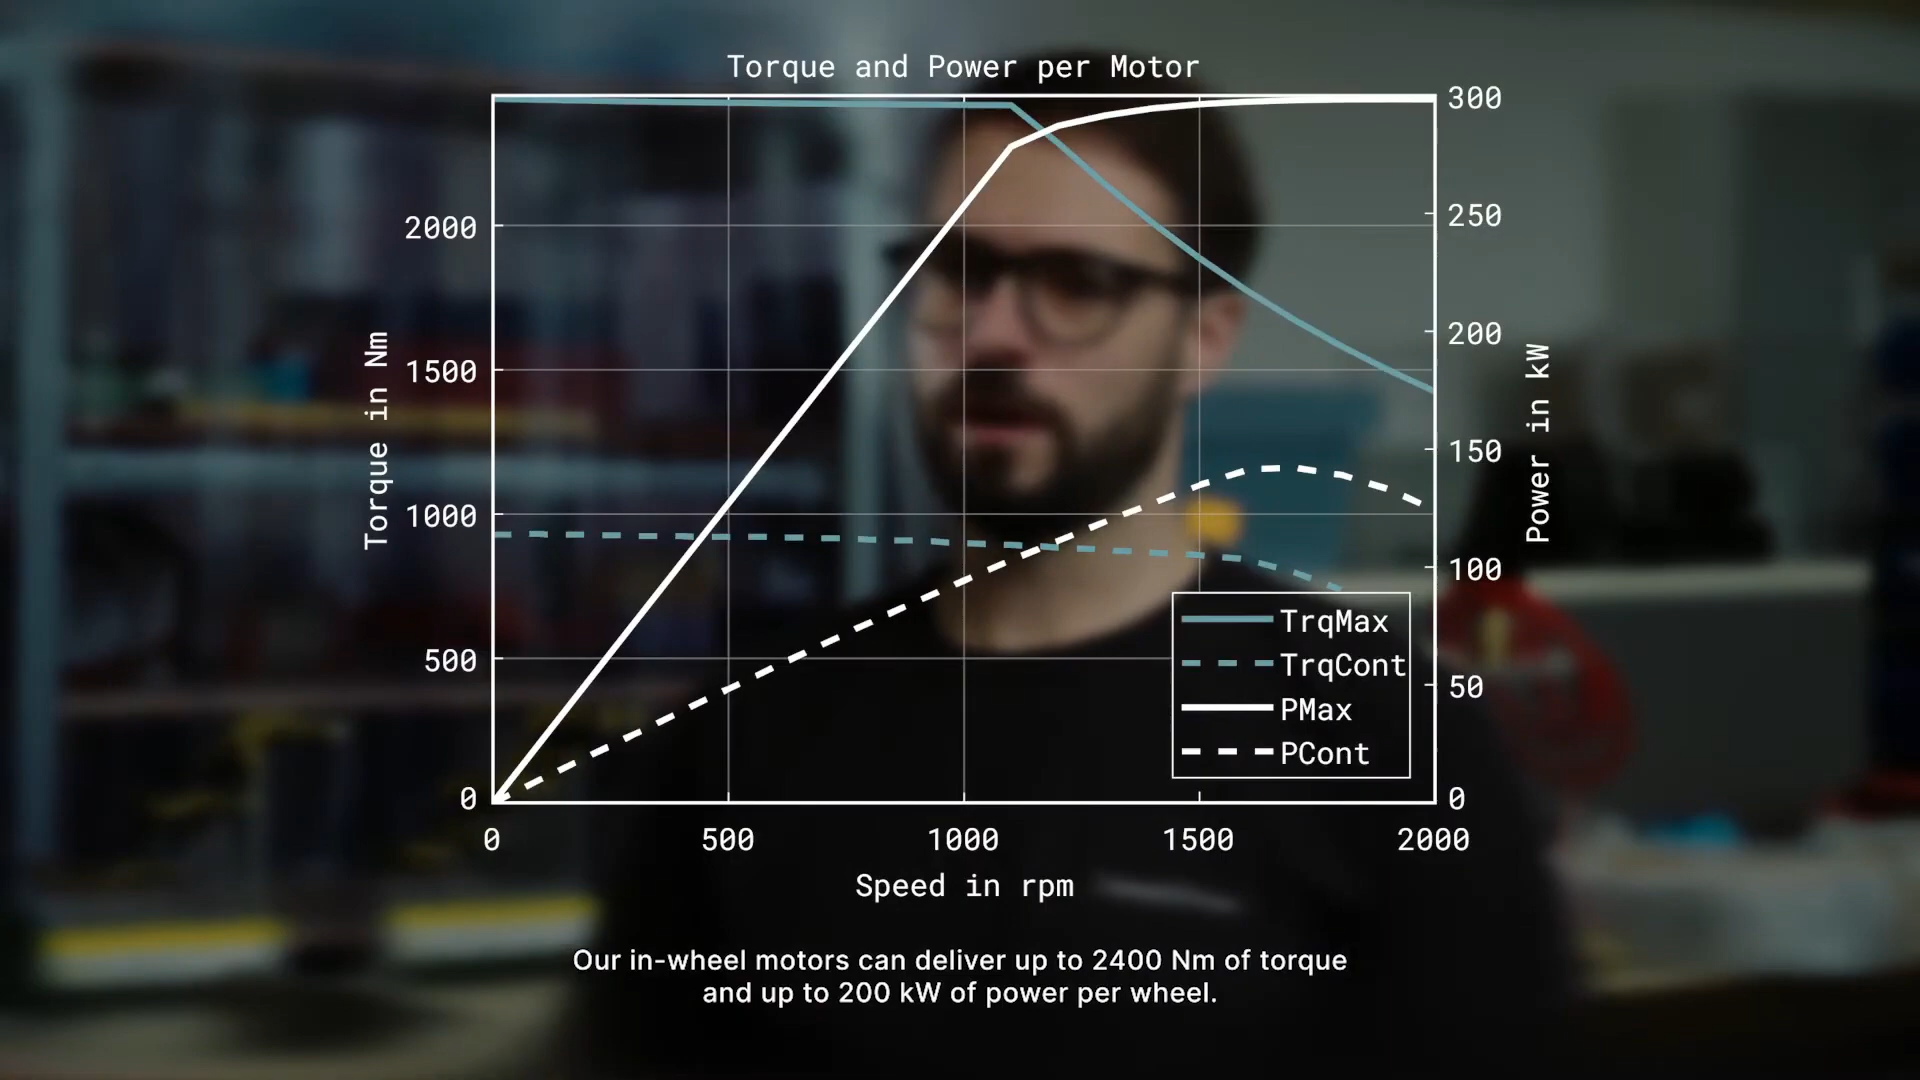 Torque and Power per Motor
300
250
200
150
100
50
0
Power in kW
2000
1500
1000
500
0
Torque in Nm
TrqMax
TrqCont
PMax
PCont
0 500 1000 1500 2000
Speed in rpm
Our in-wheel motors can deliver up to 2400 Nm of torque
and up to 200 kW of power per wheel.